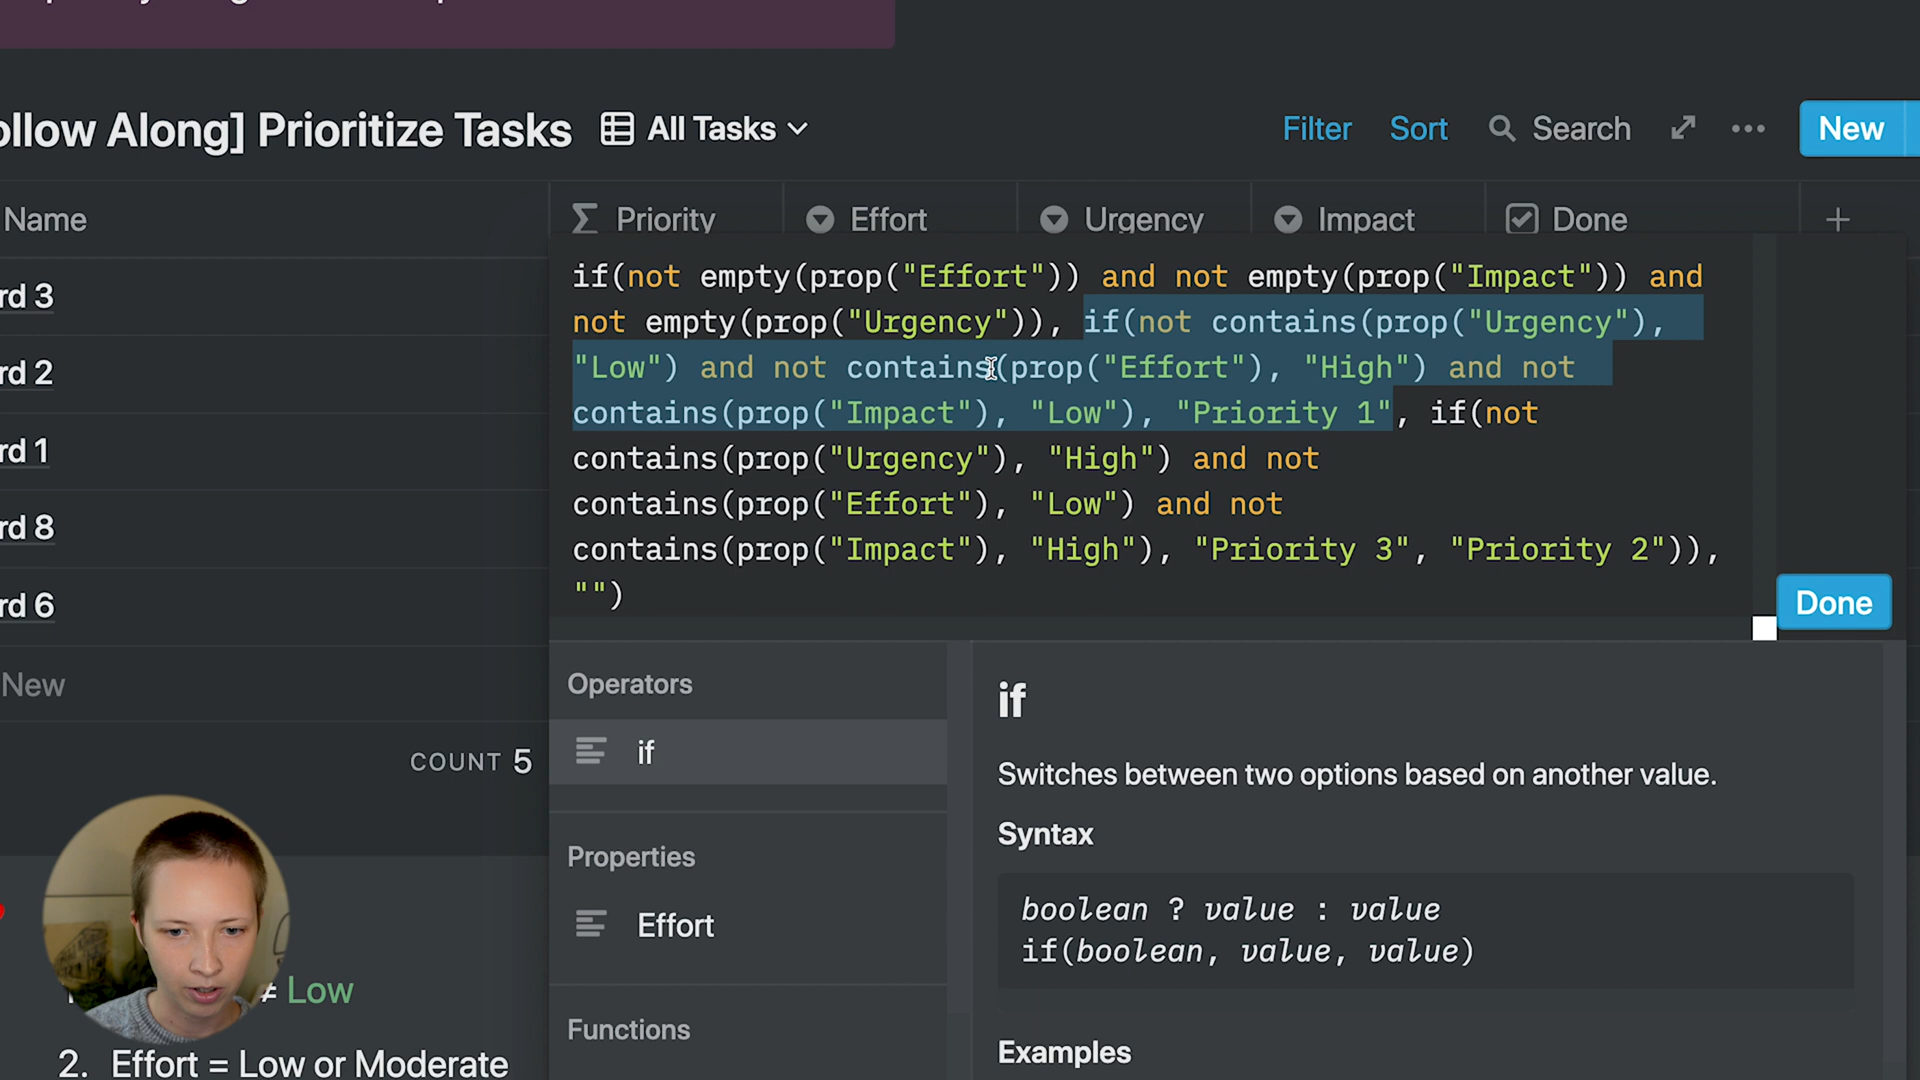 ollow Along] Prioritize Tasks All Tasks Filter Sort Search New
Name Priority Effort Urgency Impact Done
rd 3
rd 2
rd 1
rd 8
rd 6
New
COUNT 5
if(not empty(prop("Effort")) and not empty(prop("Impact")) and
not empty(prop("Urgency")), if(not contains(prop("Urgency"),
"Low") and not contains(prop("Effort"), "High") and not
contains(prop("Impact"), "Low"), "Priority 1", if(not
contains(prop("Urgency"), "High") and not
contains(prop("Effort"), "Low") and not
contains(prop("Impact"), "High"), "Priority 3", "Priority 2")),
"")
Done
Operators
if
Properties
Effort
Functions
if
Switches between two options based on another value.
Syntax
boolean ? value : value
if(boolean, value, value)
Examples
≠ Low
2. Effort = Low or Moderate